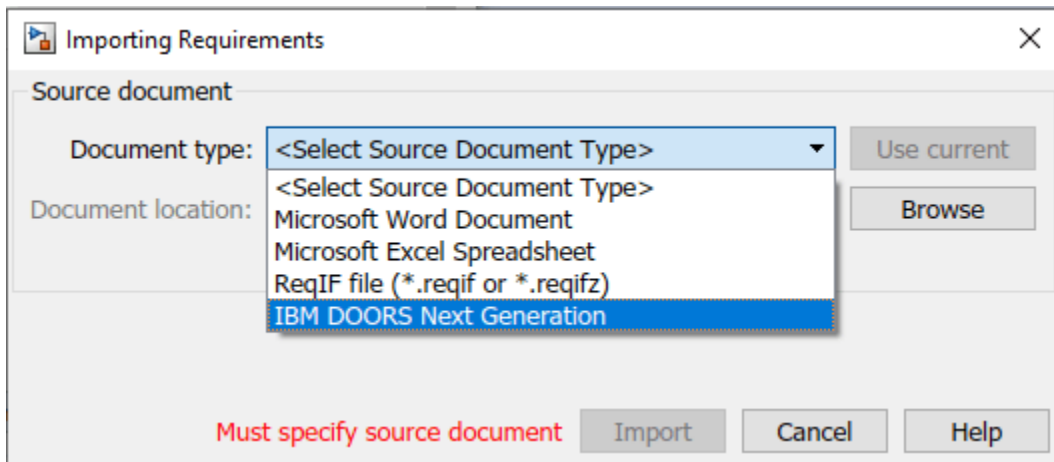 Importing Requirements
Source document
Document type: <Select Source Document Type> Use current
<Select Source Document Type>
Document location: Microsoft Word Document Browse
Microsoft Excel Spreadsheet
ReqIF file (*.reqif or *.reqifz)
IBM DOORS Next Generation
Must specify source document Import Cancel Help